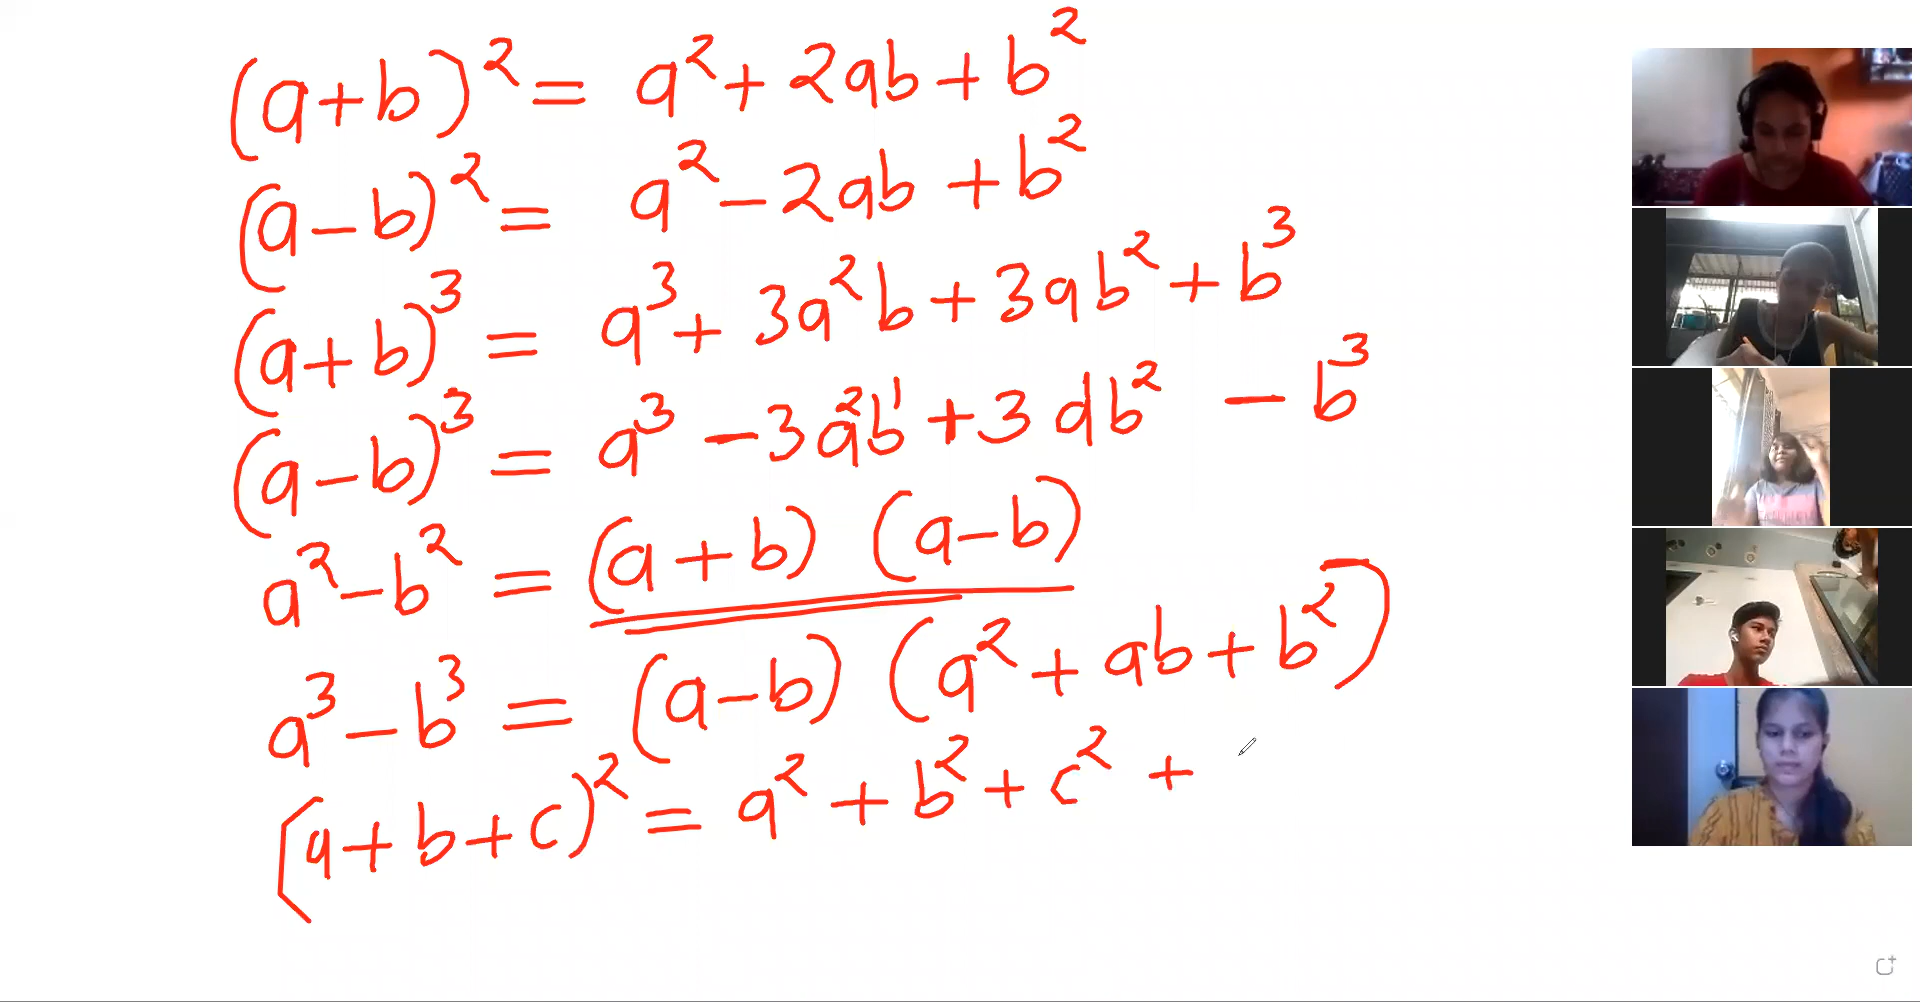 (a+b)² = a² + 2ab + b²
(a-b)² = a² - 2ab + b²
(a+b)³ = a³ + 3a²b + 3ab² + b³
(a-b)³ = a³ - 3a²b¹ + 3ab² - b³
a² - b² = (a+b) (a-b)
a³ - b³ = (a-b) (a² + ab + b²)
(a+b+c)² = a² + b² + c² +